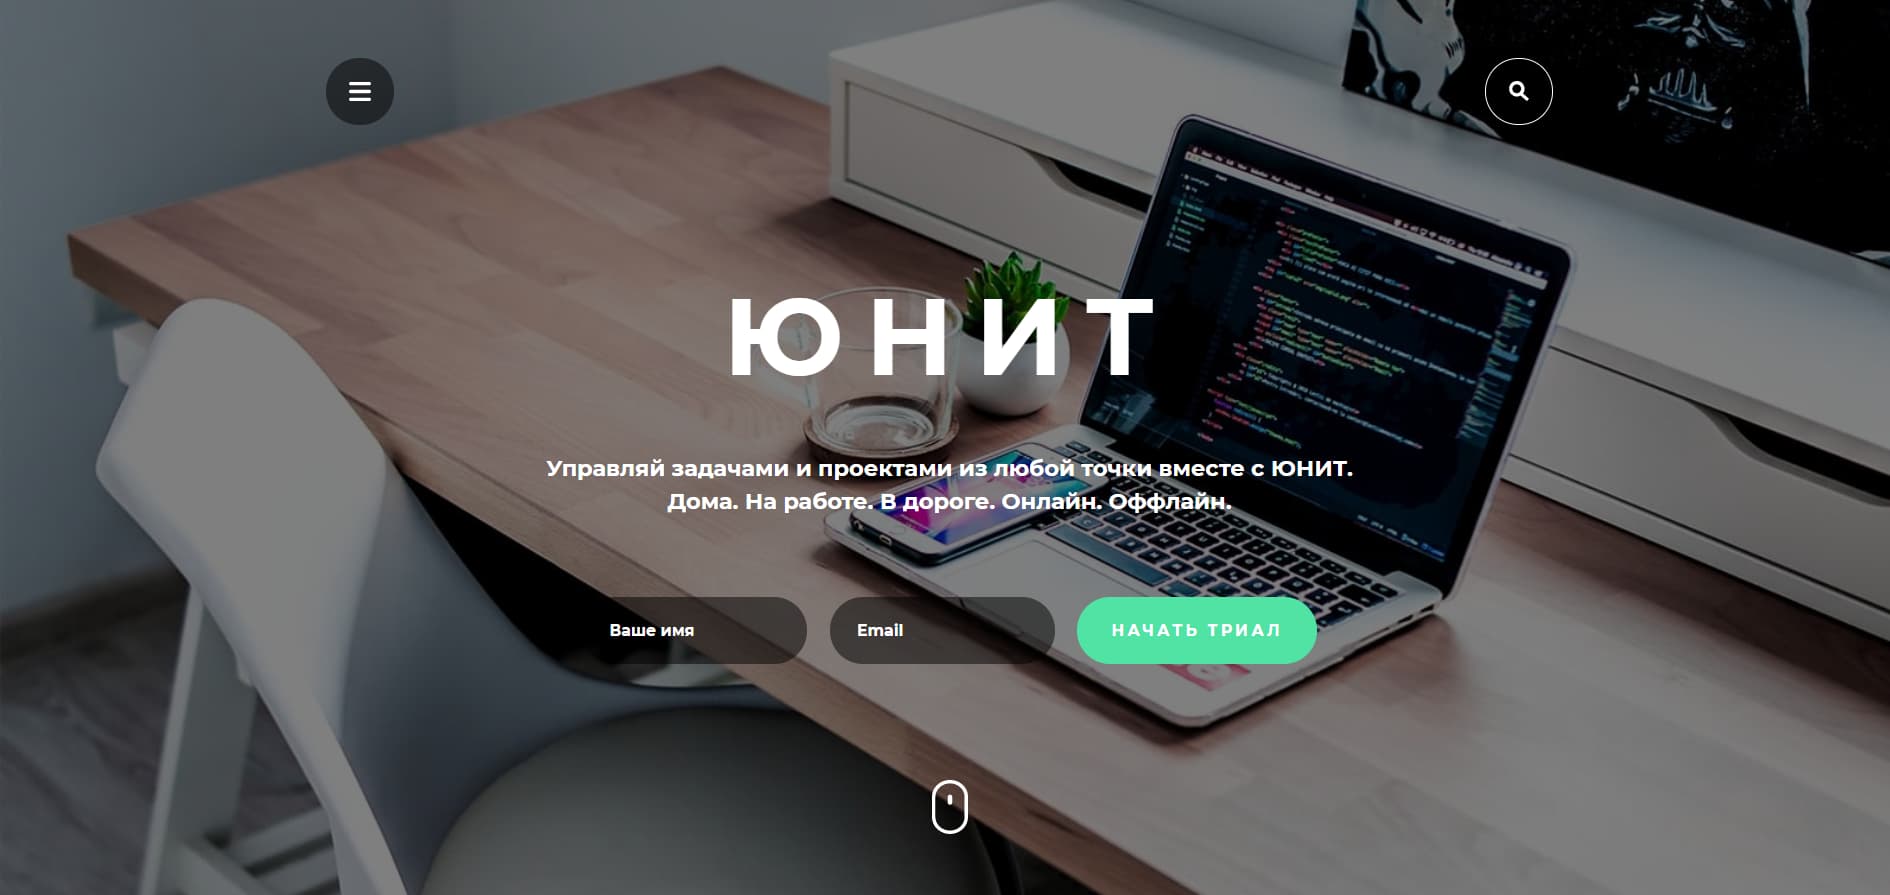 ЮНИТ
Управляй задачами и проектами из любой точки вместе с ЮНИТ.
Дома. На работе. В дороге. Онлайн. Оффлайн.
Ваше имя
Email
НАЧАТЬ ТРИАЛ